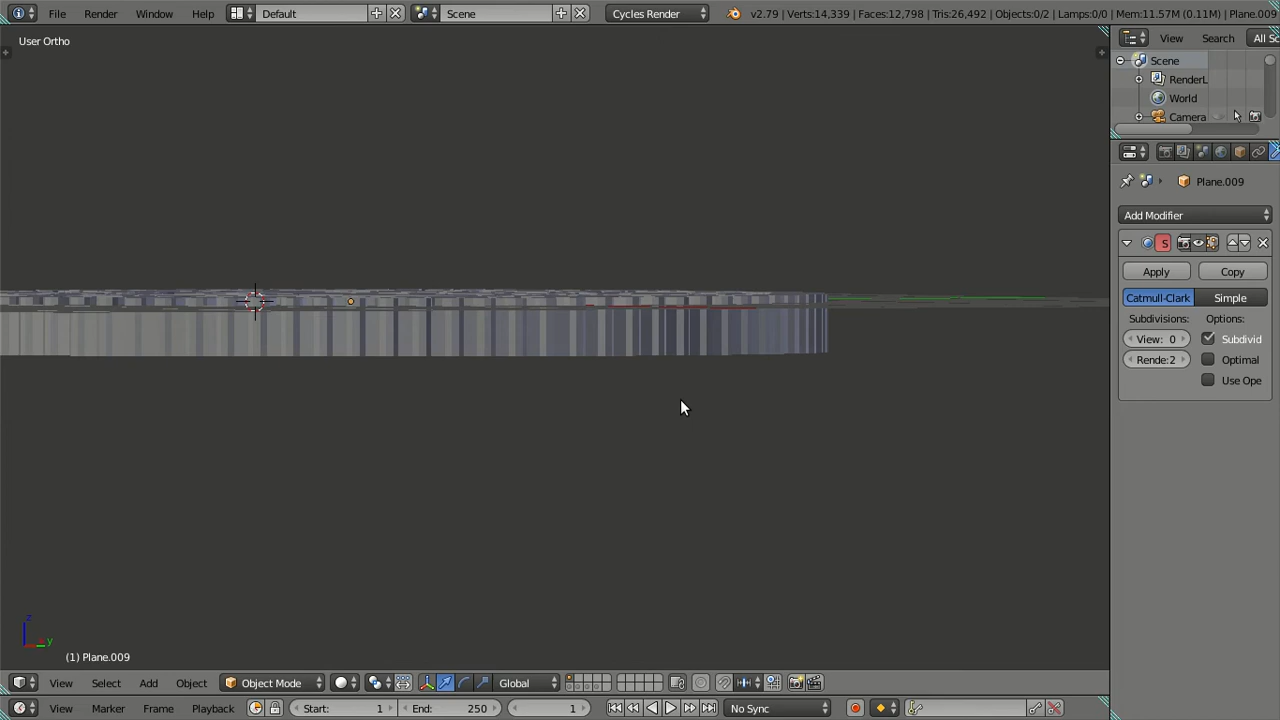 File Render Window Help Default Scene Cycles Render v2.79 | Verts:14,339 | Faces:12,798 | Tris:26,492 | Objects:0/2 | Lamps:0/0 | Mem:11.57M (0.11M) | Plane.009
User Ortho
View Search All Sc
Scene
RenderL
World
Camera
Plane.009
Add Modifier
S
Apply Copy
Catmull-Clark Simple
Subdivisions: Options:
View: 0 Subdivid
Rende:2 Optimal
Use Ope
z
y
(1) Plane.009
View Select Add Object Object Mode Global
View Marker Frame Playback Start: 1 End: 250 1 No Sync